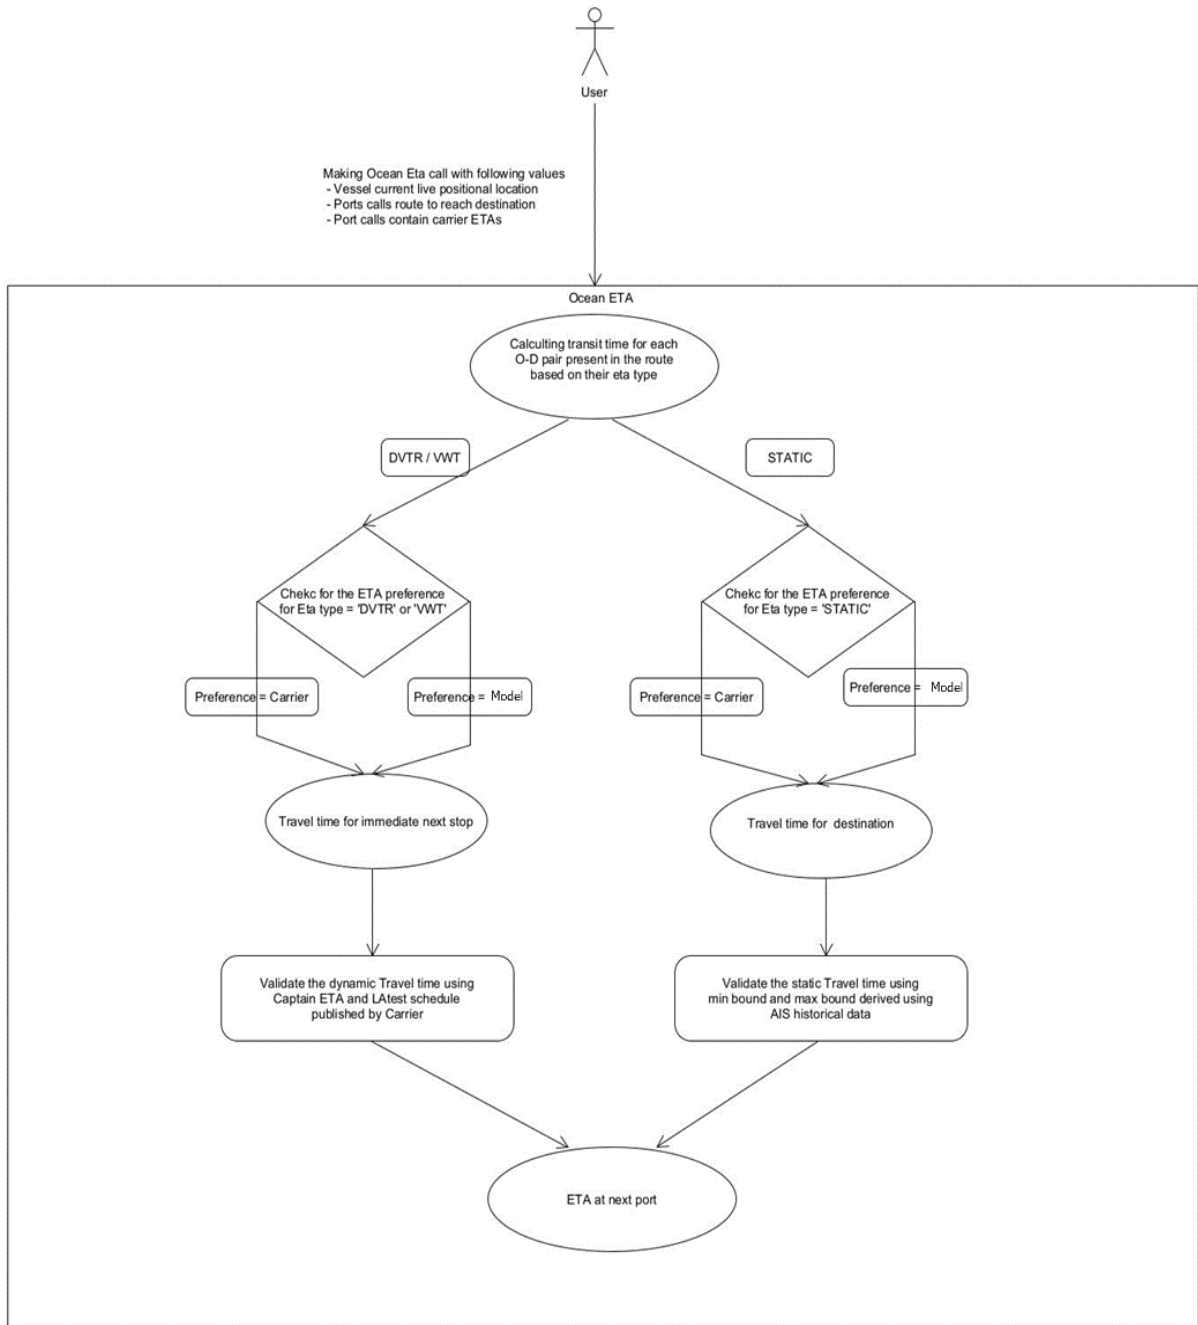 User
Making Ocean Eta call with following values
- Vessel current live positional location
- Ports calls route to reach destination
- Port calls contain carrier ETAs
Ocean ETA
Calculting transit time for each
O-D pair present in the route
based on their eta type
DVTR / VWT
STATIC
Chekc for the ETA preference
for Eta type = 'DVTR' or 'VWT'
Chekc for the ETA preference
for Eta type = 'STATIC'
Preference = Carrier
Preference = Model
Preference = Carrier
Preference = Model
Travel time for immediate next stop
Travel time for destination
Validate the dynamic Travel time using
Captain ETA and LAtest schedule
published by Carrier
Validate the static Travel time using
min bound and max bound derived using
AIS historical data
ETA at next port